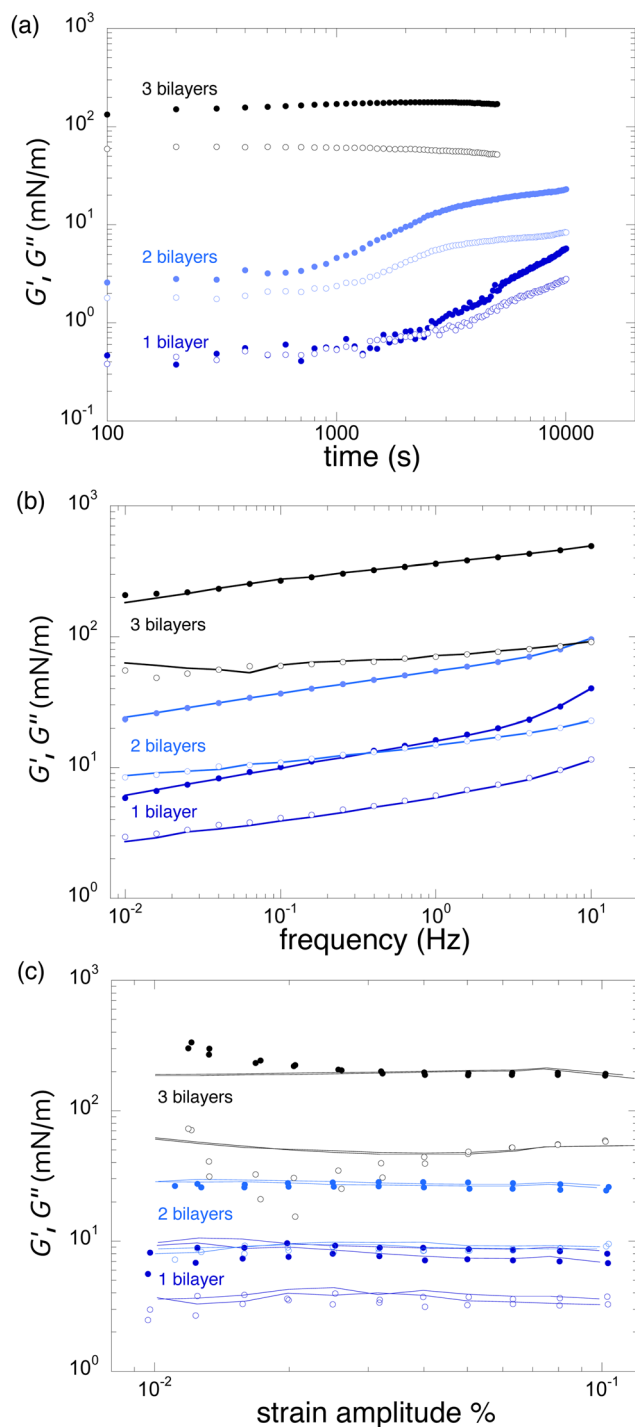 (a)
10³
10²
10¹
10⁰
10⁻¹
G′, G″ (mN/m)
3 bilayers
2 bilayers
1 bilayer
100
1000
10000
time (s)
(b)
10³
10²
10¹
10⁰
G′, G″ (mN/m)
3 bilayers
2 bilayers
1 bilayer
10⁻²
10⁻¹
10⁰
10¹
frequency (Hz)
(c)
10³
10²
10¹
10⁰
G′, G″ (mN/m)
3 bilayers
2 bilayers
1 bilayer
10⁻²
10⁻¹
strain amplitude %